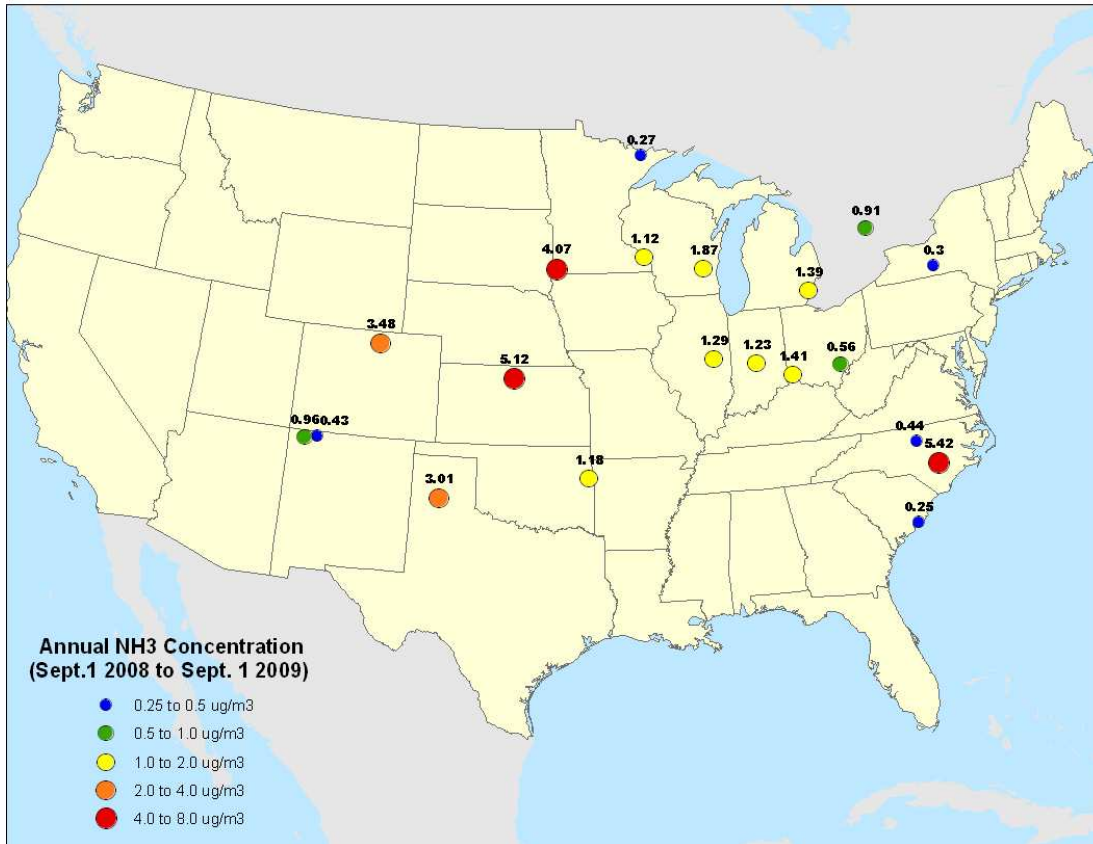 0.27
0.91
4.07
1.12
1.87
0.3
1.39
3.48
5.12
1.29
1.23
1.41
0.56
0.96 0.43
0.44
5.42
3.01
1.18
0.25
Annual NH3 Concentration
(Sept.1 2008 to Sept. 1 2009)
0.25 to 0.5 ug/m3
0.5 to 1.0 ug/m3
1.0 to 2.0 ug/m3
2.0 to 4.0 ug/m3
4.0 to 8.0 ug/m3